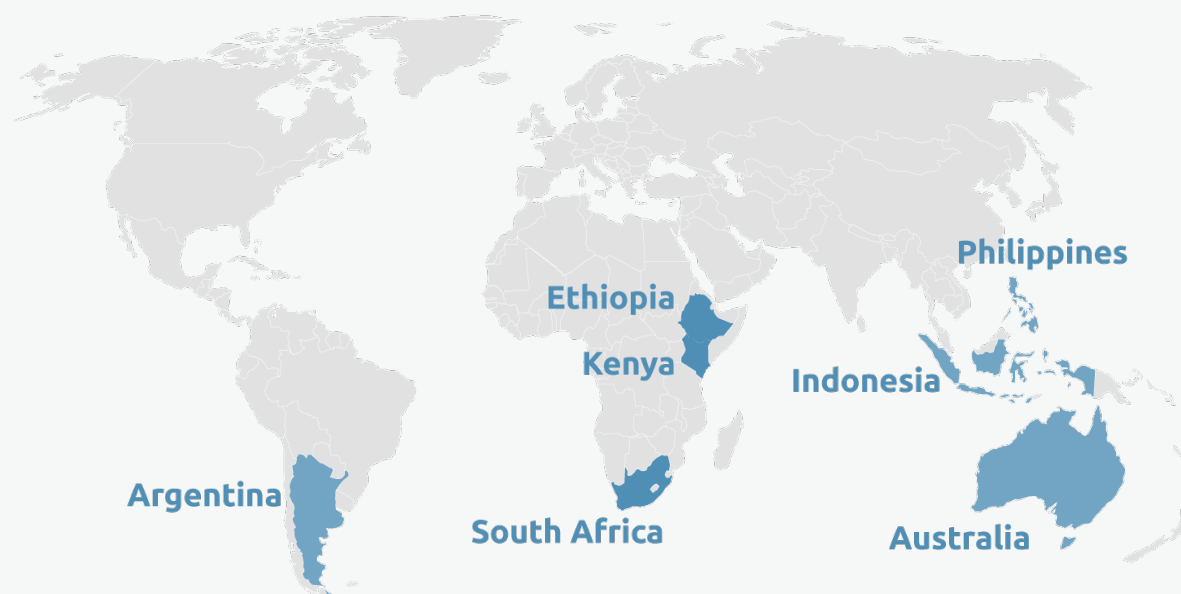 Philippines
Ethiopia
Kenya
Indonesia
Argentina
South Africa
Australia